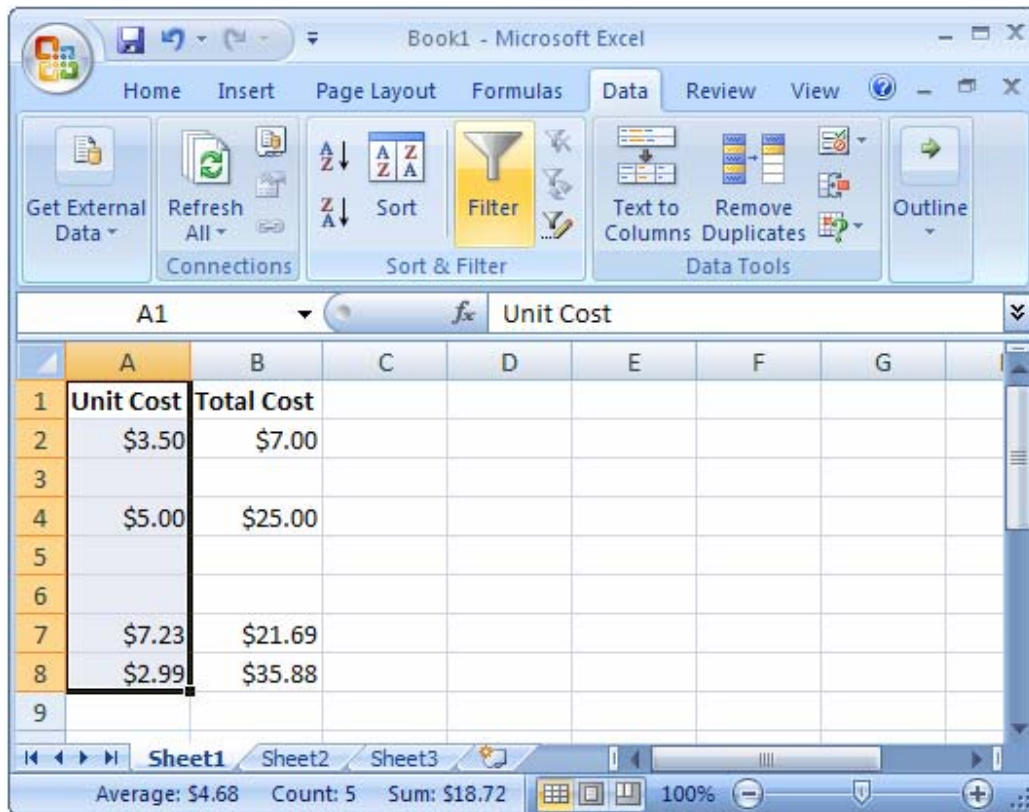 Book1 - Microsoft Excel
Home Insert Page Layout Formulas Data Review View
Get External Data
Refresh All
Connections
A Z
Z A
A Z Z A
Sort
Filter
Sort & Filter
Text to Columns
Remove Duplicates
Data Tools
Outline
A1 fx Unit Cost
A B C D E F G
1 Unit Cost Total Cost
2 $3.50 $7.00
3
4 $5.00 $25.00
5
6
7 $7.23 $21.69
8 $2.99 $35.88
9
Sheet1 Sheet2 Sheet3
Average: $4.68 Count: 5 Sum: $18.72 100%